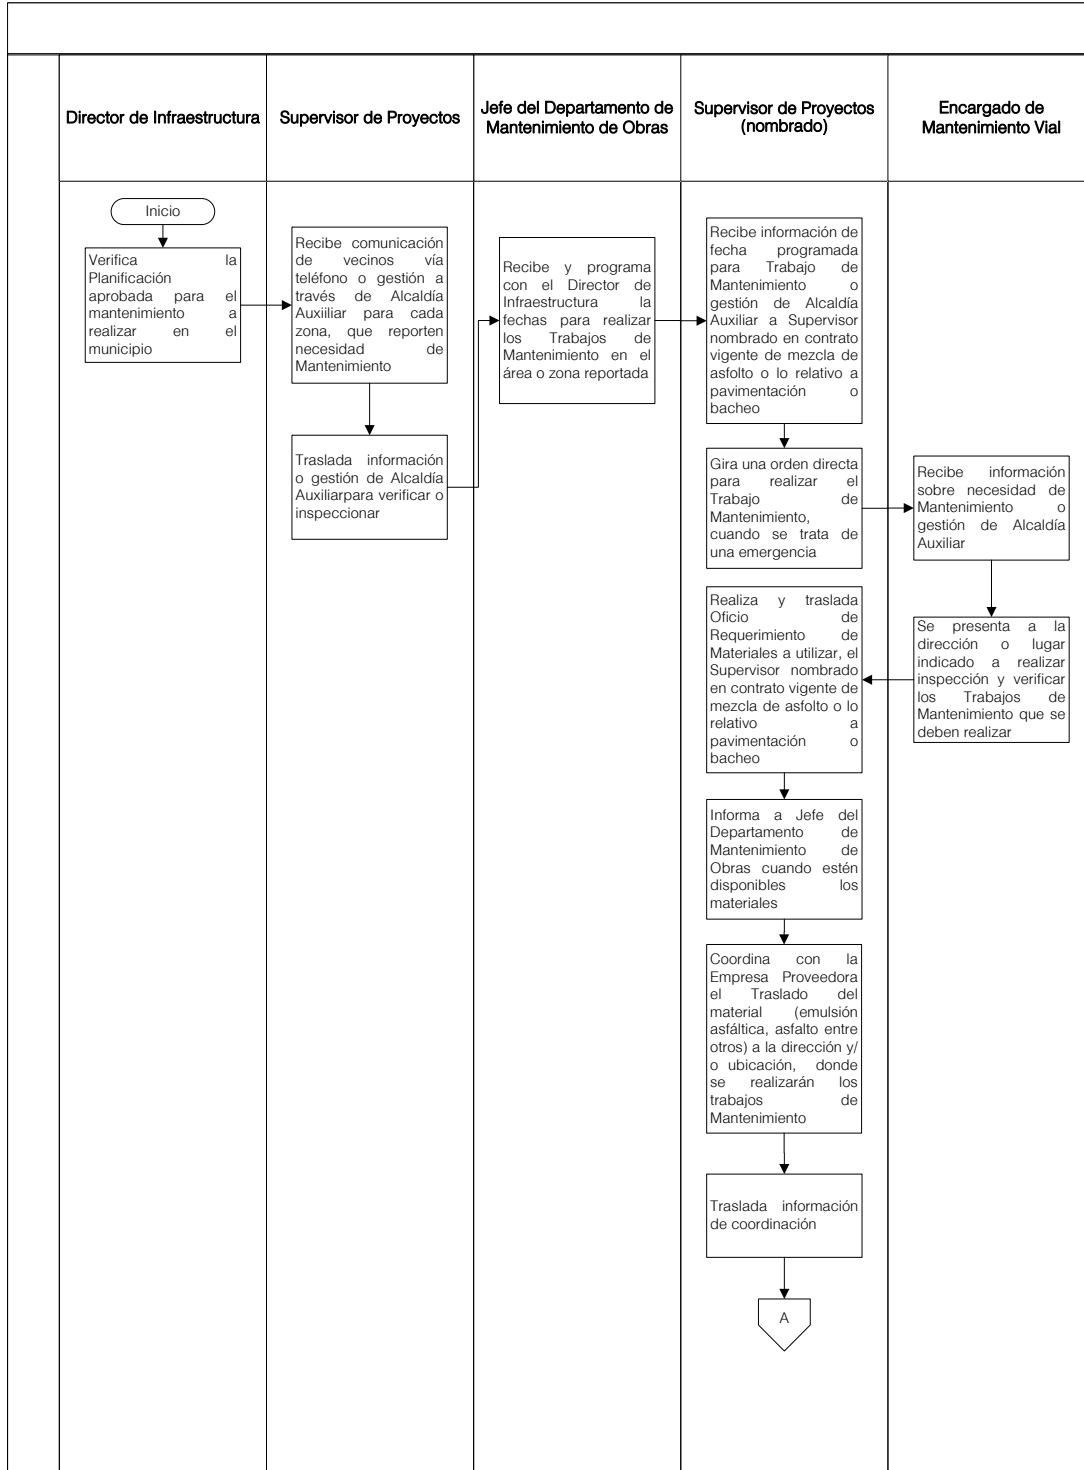 Director de Infraestructura
Supervisor de Proyectos
Jefe del Departamento de
Mantenimiento de Obras
Supervisor de Proyectos
(nombrado)
Encargado de
Mantenimiento Vial
Inicio
Verifica la
Planificación
aprobada para el
mantenimiento a
realizar en el
municipio
Recibe comunicación
de vecinos vía
teléfono o gestión a
través de Alcaldía
Auxiiliar para cada
zona, que reporten
necesidad de
Mantenimiento
Traslada información
o gestión de Alcaldía
Auxiliarpara verificar o
inspeccionar
Recibe y programa
con el Director de
Infraestructura la
fechas para realizar
los Trabajos de
Mantenimiento en el
área o zona reportada
Recibe información de
fecha programada
para Trabajo de
Mantenimiento o
gestión de Alcaldía
Auxiliar a Supervisor
nombrado en contrato
vigente de mezcla de
asfolto o lo relativo a
pavimentación o
bacheo
Gira una orden directa
para realizar el
Trabajo de
Mantenimiento,
cuando se trata de
una emergencia
Recibe información
sobre necesidad de
Mantenimiento o
gestión de Alcaldía
Auxiliar
Se presenta a la
dirección o lugar
indicado a realizar
inspección y verificar
los Trabajos de
Mantenimiento que se
deben realizar
Realiza y traslada
Oficio de
Requerimiento de
Materiales a utilizar, el
Supervisor nombrado
en contrato vigente de
mezcla de asfolto o lo
relativo a
pavimentación o
bacheo
Informa a Jefe del
Departamento de
Mantenimiento de
Obras cuando estén
disponibles los
materiales
Coordina con la
Empresa Proveedora
el Traslado del
material (emulsión
asfáltica, asfalto entre
otros) a la dirección y/
o ubicación, donde
se realizarán los
trabajos de
Mantenimiento
Traslada información
de coordinación
A